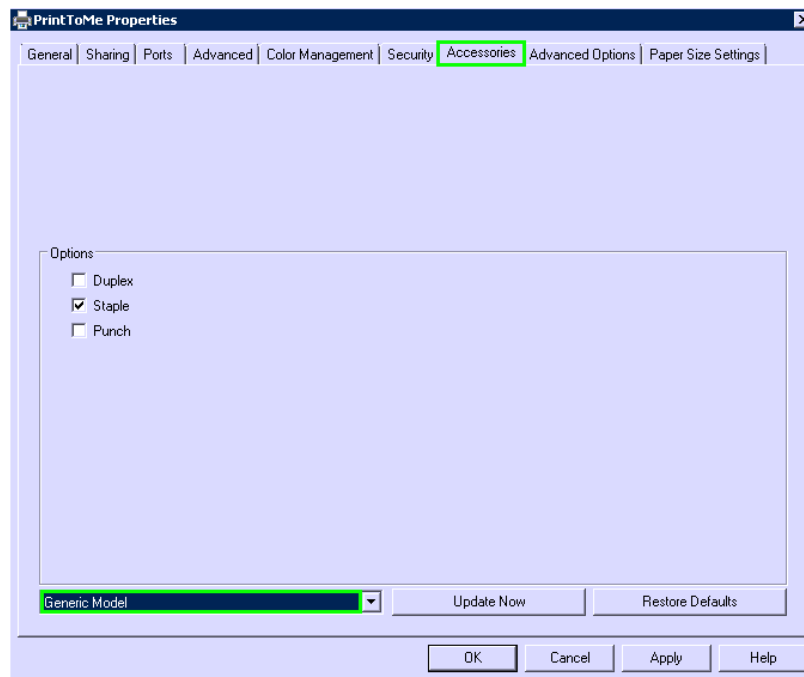 PrintToMe Properties
General Sharing Ports Advanced Color Management Security Accessories Advanced Options Paper Size Settings
Options
Duplex
Staple
Punch
Generic Model Update Now Restore Defaults
OK Cancel Apply Help